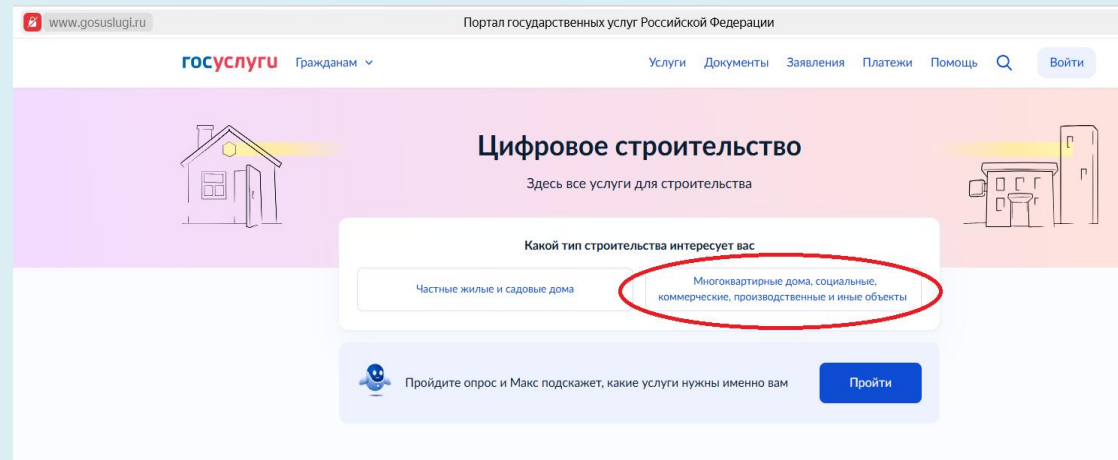 www.gosuslugi.ru
Портал государственных услуг Российской Федерации
госуслуги
Гражданам
Услуги
Документы
Заявления
Платежи
Помощь
Войти
Цифровое строительство
Здесь все услуги для строительства
Какой тип строительства интересует вас
Частные жилые и садовые дома
Многоквартирные дома, социальные,
коммерческие, производственные и иные объекты
Пройдите опрос и Макс подскажет, какие услуги нужны именно вам
Пройти